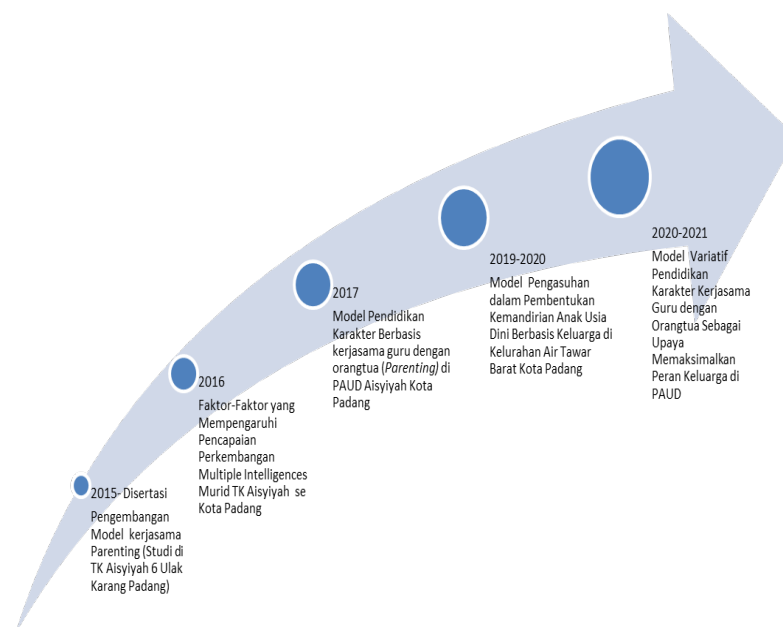 2015- Disertasi
Pengembangan
Model kerjasama
Parenting (Studi di
TK Aisyiyah 6 Ulak
Karang Padang)
2016
Faktor-Faktor yang
Mempengaruhi
Pencapaian
Perkembangan
Multiple Intelligences
Murid TK Aisyiyah se
Kota Padang
2017
Model Pendidikan
Karakter Berbasis
kerjasama guru dengan
orangtua (Parenting) di
PAUD Aisyiyah Kota
Padang
2019-2020
Model Pengasuhan
dalam Pembentukan
Kemandirian Anak Usia
Dini Berbasis Keluarga di
Kelurahan Air Tawar
Barat Kota Padang
2020-2021
Model Variatif
Pendidikan
Karakter Kerjasama
Guru dengan
Orangtua Sebagai
Upaya
Memaksimalkan
Peran Keluarga di
PAUD